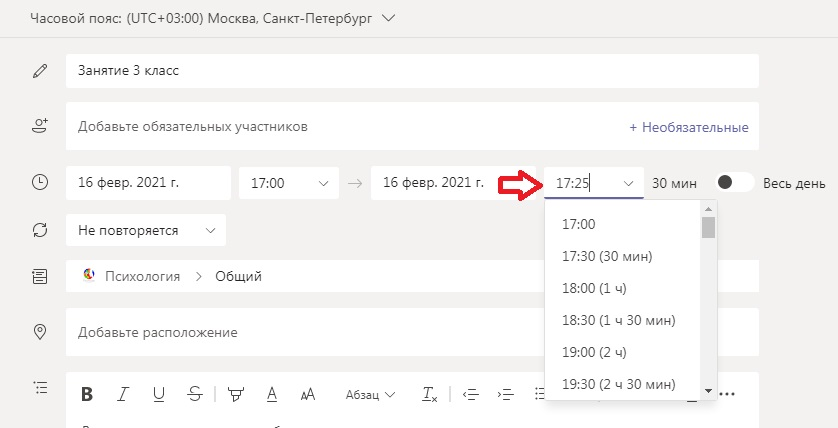 Часовой пояс: (UTC+03:00) Москва, Санкт-Петербург
Занятие 3 класс
Добавьте обязательных участников + Необязательные
16 февр. 2021 г. 17:00 → 16 февр. 2021 г. 17:25 30 мин Весь день
Не повторяется
17:00
17:30 (30 мин)
18:00 (1 ч)
18:30 (1 ч 30 мин)
19:00 (2 ч)
19:30 (2 ч 30 мин)
Психология > Общий
Добавьте расположение
B I U S A AA Абзац Tx